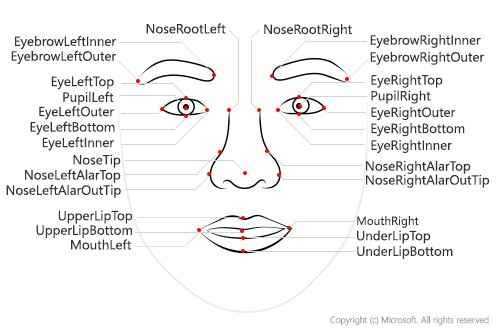 NoseRootLeft
NoseRootRight
EyebrowLeftInner
EyebrowLeftOuter
EyebrowRightInner
EyebrowRightOuter
EyeLeftTop
PupilLeft
EyeLeftOuter
EyeLeftBottom
EyeLeftInner
EyeRightTop
PupilRight
EyeRightOuter
EyeRightBottom
EyeRightInner
NoseTip
NoseLeftAlarTop
NoseLeftAlarOutTip
NoseRightAlarTop
NoseRightAlarOutTip
UpperLipTop
UpperLipBottom
MouthLeft
MouthRight
UnderLipTop
UnderLipBottom
Copyright (c) Microsoft. All rights reserved